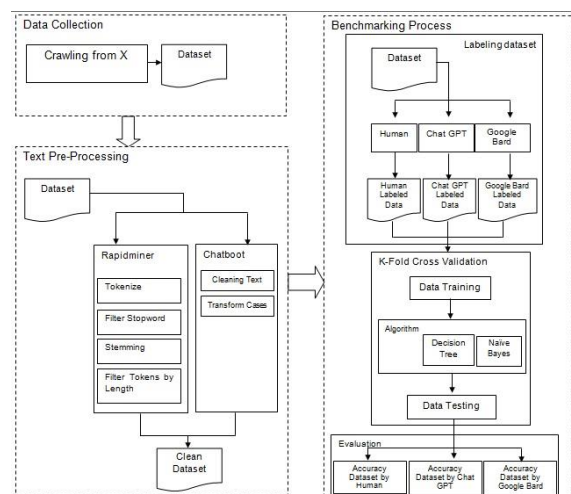 Data Collection
Crawling from X
Dataset
Text Pre-Processing
Dataset
Rapidminer
Tokenize
Filter Stopword
Stemming
Filter Tokens by
Length
Chatboot
Cleaning Text
Transform Cases
Clean
Dataset
Benchmarking Process
Labeling dataset
Dataset
Human
Chat GPT
Google
Bard
Human
Labeled
Data
Chat GPT
Labeled
Data
Google Bard
Labeled
Data
K-Fold Cross Validation
Data Training
Algorithm
Decision
Tree
Naïve
Bayes
Data Testing
Evaluation
Accuracy
Dataset by
Human
Accuracy
Dataset by Chat
GPT
Accuracy
Dataset
by Google Bard